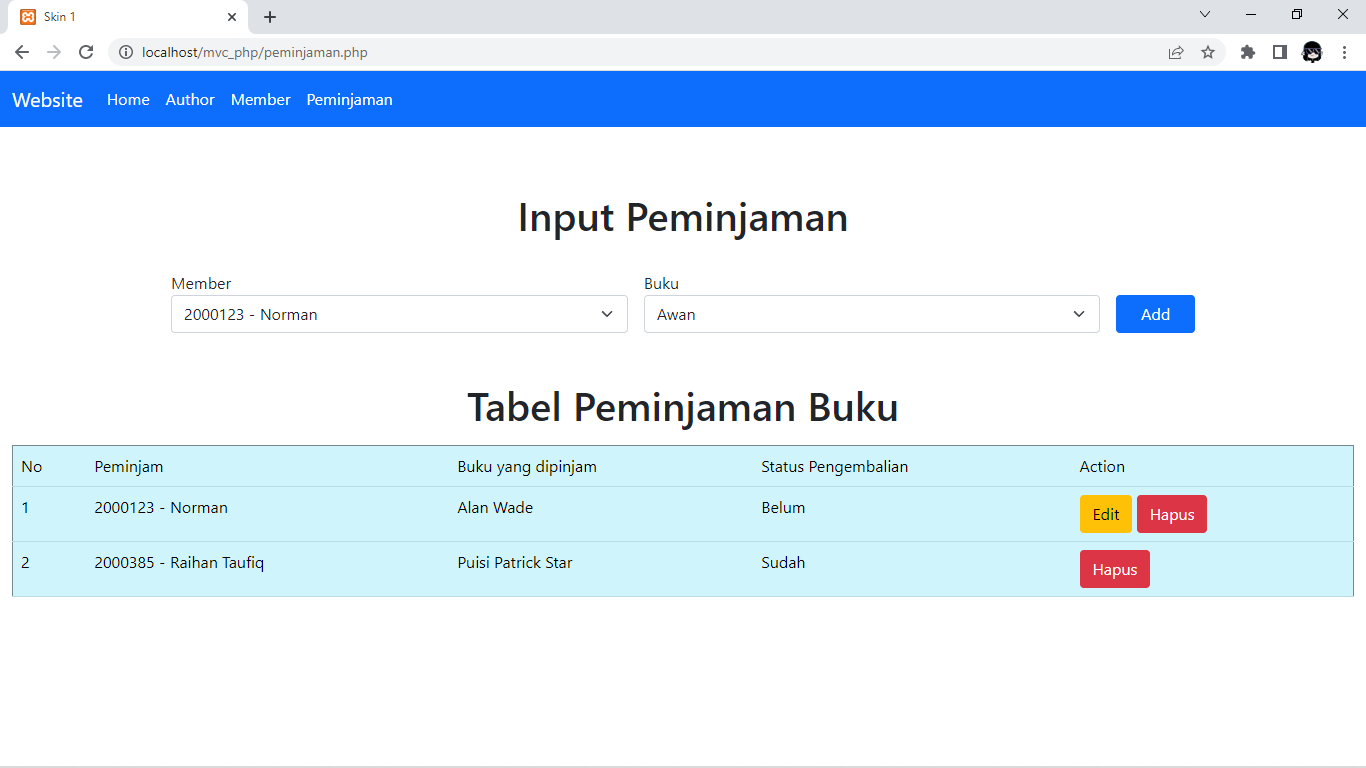 Skin 1
localhost/mvc_php/peminjaman.php
Website Home Author Member Peminjaman
Input Peminjaman
Member Buku
2000123 - Norman Awan Add
Tabel Peminjaman Buku
No Peminjam Buku yang dipinjam Status Pengembalian Action
1 2000123 - Norman Alan Wade Belum Edit Hapus
2 2000385 - Raihan Taufiq Puisi Patrick Star Sudah Hapus